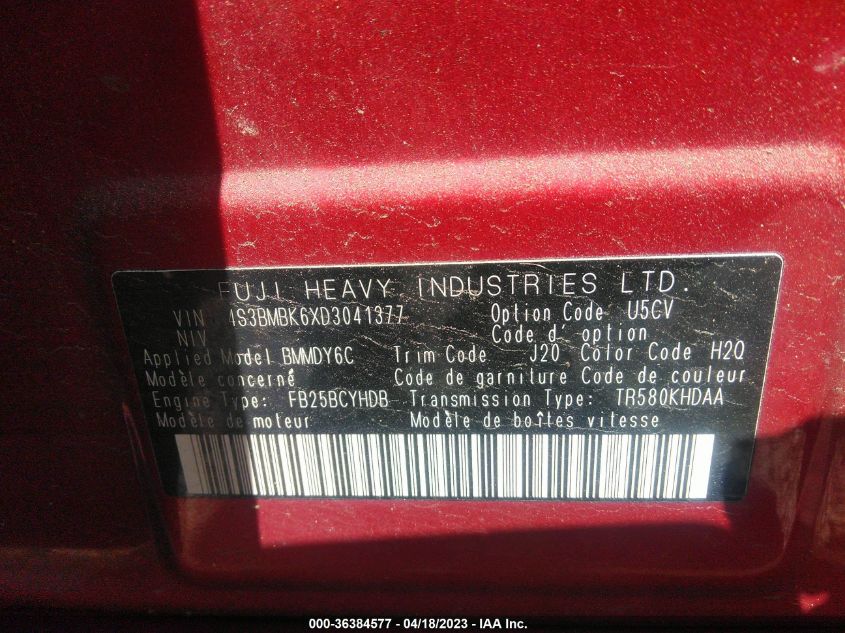 FUJI HEAVY INDUSTRIES LTD.
VIN 4S3BMBK6XD3041377 Option Code U5CV
NIV Code d' option
Applied Model BMMDY6C Trim Code J20 Color Code H2Q
Modèle concerné Code de garniture Code de couleur
Engine Type: FB25BCYHDB Transmission Type: TR580KHDAA
Modèle de moteur Modèle de boîtes vitesse
000-36384577 - 04/18/2023 - IAA Inc.